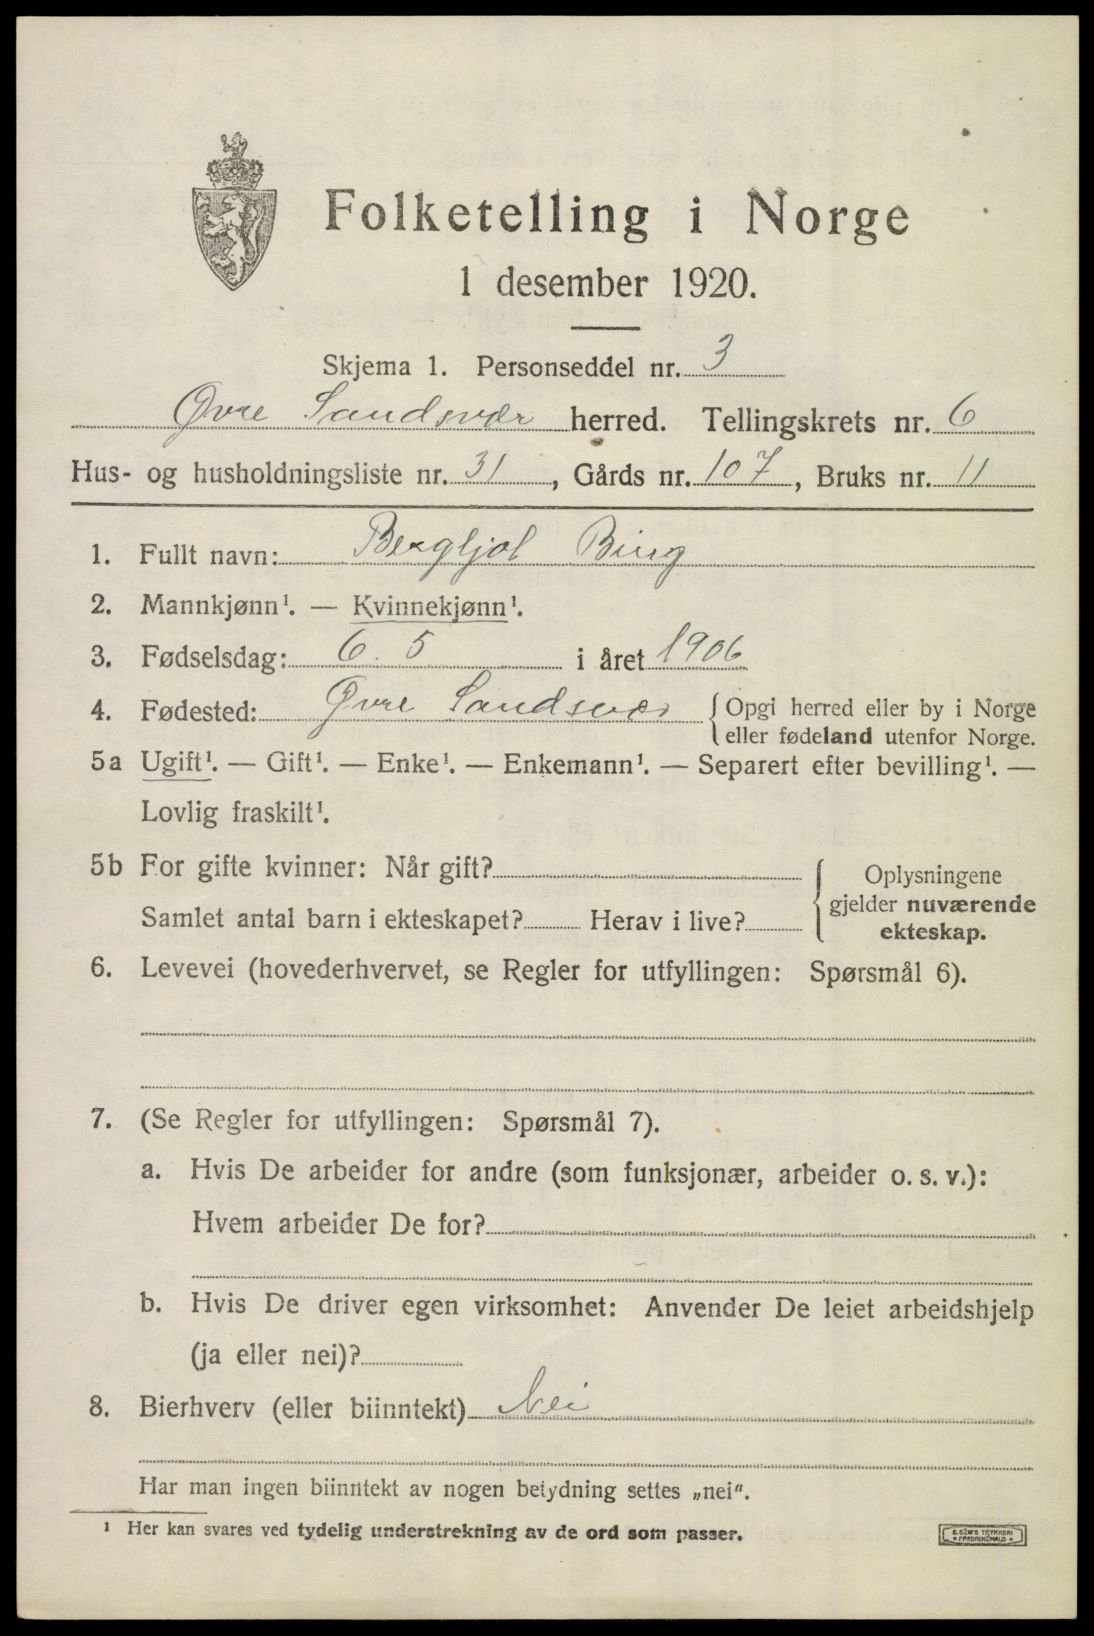 Folketelling i Norge
1 desember 1920.
Skjema 1. Personseddel nr. 3
Øvre Sandsvær herred. Tellingskrets nr. 6
Hus- og husholdningsliste nr. 31, Gårds nr. 107, Bruks nr. 11
1. Fullt navn: Bergljot Bing
2. Mannkjønn¹. — Kvinnekjønn¹.
3. Fødselsdag: 6. 5 i året 1906
4. Fødested: Øvre Sandsvær { Opgi herred eller by i Norge
eller fødeland utenfor Norge.
5a Ugift¹. — Gift¹. — Enke¹. — Enkemann¹. — Separert efter bevilling¹. —
Lovlig fraskilt¹.
5b For gifte kvinner: Når gift?
Samlet antal barn i ekteskapet? Herav i live?
{ Oplysningene
gjelder nuværende
ekteskap.
6. Levevei (hovederhvervet, se Regler for utfyllingen: Spørsmål 6).
7. (Se Regler for utfyllingen: Spørsmål 7).
a. Hvis De arbeider for andre (som funksjonær, arbeider o. s. v.):
Hvem arbeider De for?
b. Hvis De driver egen virksomhet: Anvender De leiet arbeidshjelp
(ja eller nei)?
8. Bierhverv (eller biinntekt) Nei
Har man ingen biinntekt av nogen betydning settes „nei".
¹ Her kan svares ved tydelig understrekning av de ord som passer.